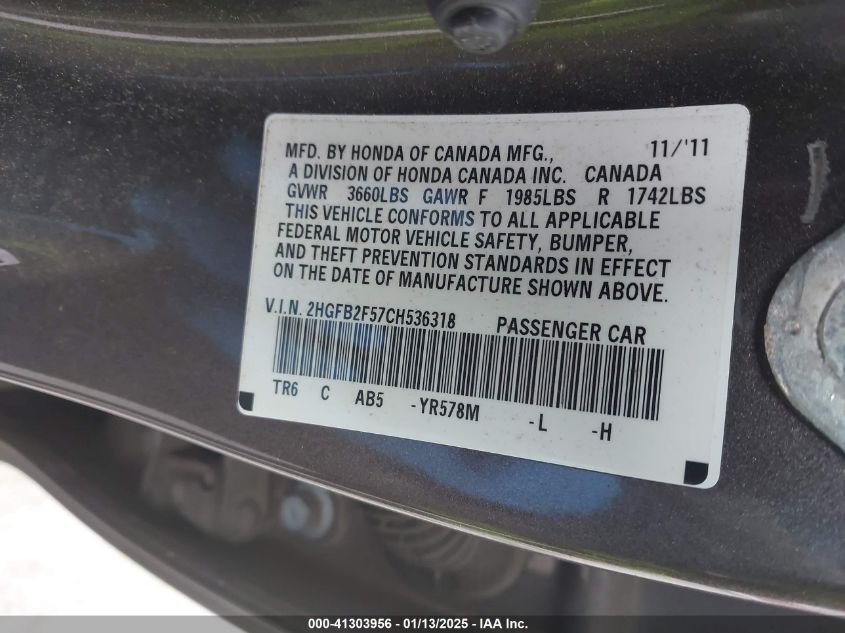 MFD. BY HONDA OF CANADA MFG., 11/'11
A DIVISION OF HONDA CANADA INC. CANADA
GVWR 3660LBS GAWR F 1985LBS R 1742LBS
THIS VEHICLE CONFORMS TO ALL APPLICABLE
FEDERAL MOTOR VEHICLE SAFETY, BUMPER,
AND THEFT PREVENTION STANDARDS IN EFFECT
ON THE DATE OF MANUFACTURE SHOWN ABOVE.
V.I.N. 2HGFB2F57CH536318 PASSENGER CAR
TR6 C AB5 -YR578M -L -H
000-41303956 - 01/13/2025 - IAA Inc.